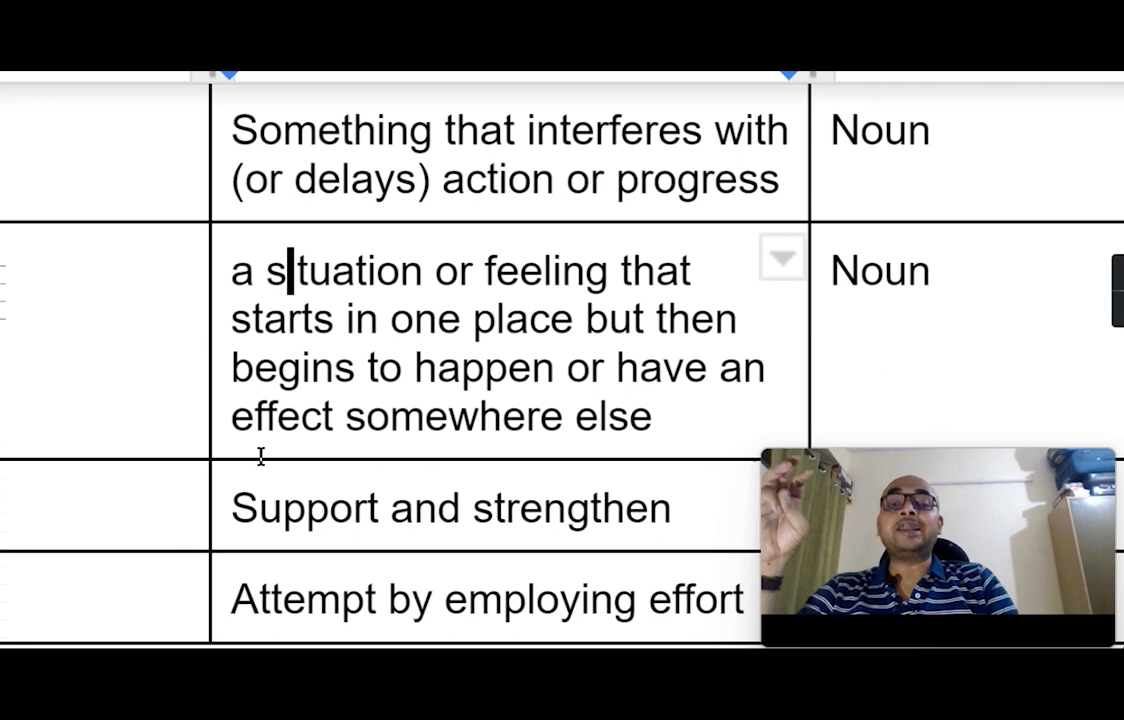 Something that interferes with
(or delays) action or progress
Noun
a situation or feeling that
starts in one place but then
begins to happen or have an
effect somewhere else
Noun
Support and strengthen
Attempt by employing effort